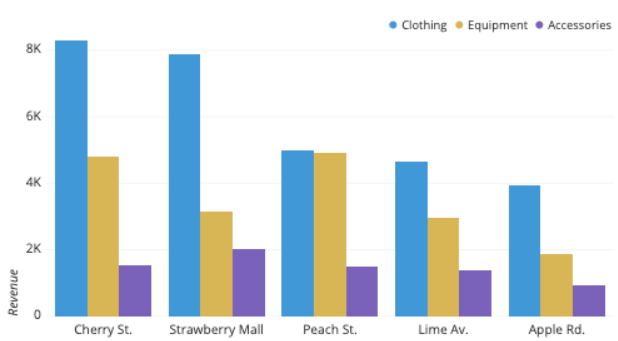 Clothing Equipment Accessories
8K
6K
4K
2K
0
Revenue
Cherry St. Strawberry Mall Peach St. Lime Av. Apple Rd.